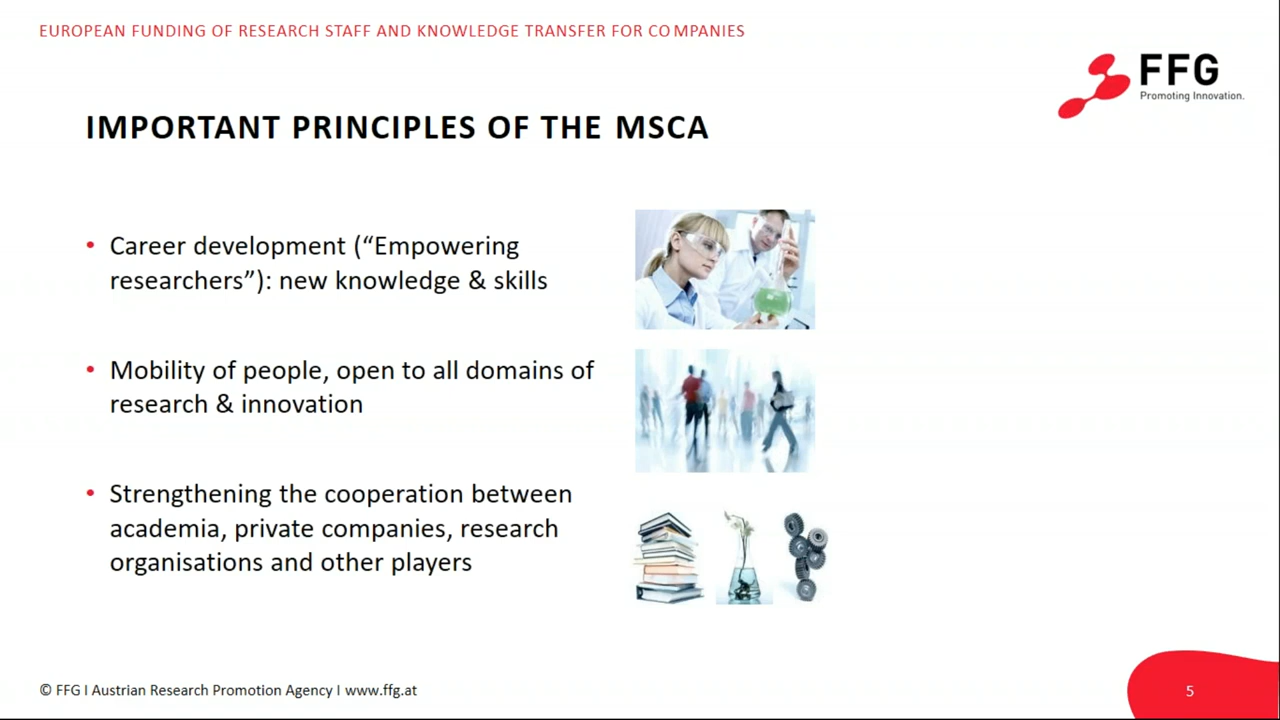 EUROPEAN FUNDING OF RESEARCH STAFF AND KNOWLEDGE TRANSFER FOR COMPANIES
FFG
Promoting Innovation.
IMPORTANT PRINCIPLES OF THE MSCA
• Career development (“Empowering
researchers”): new knowledge & skills
• Mobility of people, open to all domains of
research & innovation
• Strengthening the cooperation between
academia, private companies, research
organisations and other players
© FFG I Austrian Research Promotion Agency I www.ffg.at
5